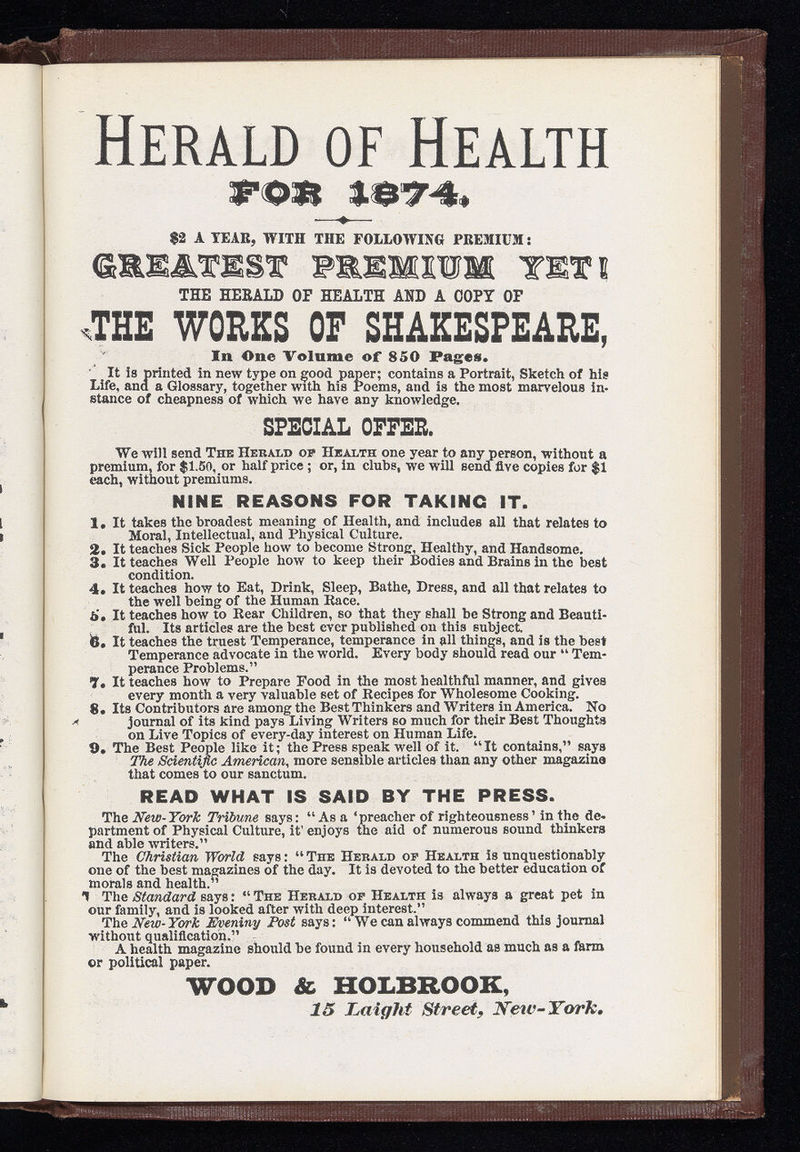 HERALD OF HEALTH
FOR 1874.
$2 A YEAR, WITH THE FOLLOWING PREMIUM:
GREATEST PREMIUM YET!
THE HERALD OF HEALTH AND A COPY OF
THE WORKS OF SHAKESPEARE,
In One Volume of 850 Pages.
It is printed in new type on good paper; contains a Portrait, Sketch of his
Life, and a Glossary, together with his Poems, and is the most marvelous in-
stance of cheapness of which we have any knowledge.
SPECIAL OFFER.
We will send THE HERALD OF HEALTH one year to any person, without a
premium, for $1.50, or half price; or, in clubs, we will send five copies for $1
each, without premiums.
NINE REASONS FOR TAKING IT.
1. It takes the broadest meaning of Health, and includes all that relates to
Moral, Intellectual, and Physical Culture.
2. It teaches Sick People how to become Strong, Healthy, and Handsome.
3. It teaches Well People how to keep their Bodies and Brains in the best
condition.
4. It teaches how to Eat, Drink, Sleep, Bathe, Dress, and all that relates to
the well being of the Human Race.
5. It teaches how to Rear Children, so that they shall be Strong and Beauti-
ful. Its articles are the best ever published on this subject.
6. It teaches the truest Temperance, temperance in all things, and is the best
Temperance advocate in the world. Every body should read our "Tem-
perance Problems."
7. It teaches how to Prepare Food in the most healthful manner, and gives
every month a very valuable set of Recipes for Wholesome Cooking.
8. Its Contributors are among the Best Thinkers and Writers in America. No
journal of its kind pays Living Writers so much for their Best Thoughts
on Live Topics of every-day interest on Human Life.
9. The Best People like it; the Press speak well of it. "It contains," says
The Scientific American, more sensible articles than any other magazine
that comes to our sanctum.
READ WHAT IS SAID BY THE PRESS.
The New-York Tribune says: "As a 'preacher of righteousness' in the de-
partment of Physical Culture, it' enjoys the aid of numerous sound thinkers
and able writers."
The Christian World says: "THE HERALD OF HEALTH is unquestionably
one of the best magazines of the day. It is devoted to the better education of
morals and health."
The Standard says: "THE HERALD OF HEALTH is always a great pet in
our family, and is looked after with deep interest."
The New-York Eveniny Post says: "We can always commend this journal
without qualification."
A health magazine should be found in every household as much as a farm
or political paper.
WOOD & HOLBROOK,
15 Laight Street, New-York.